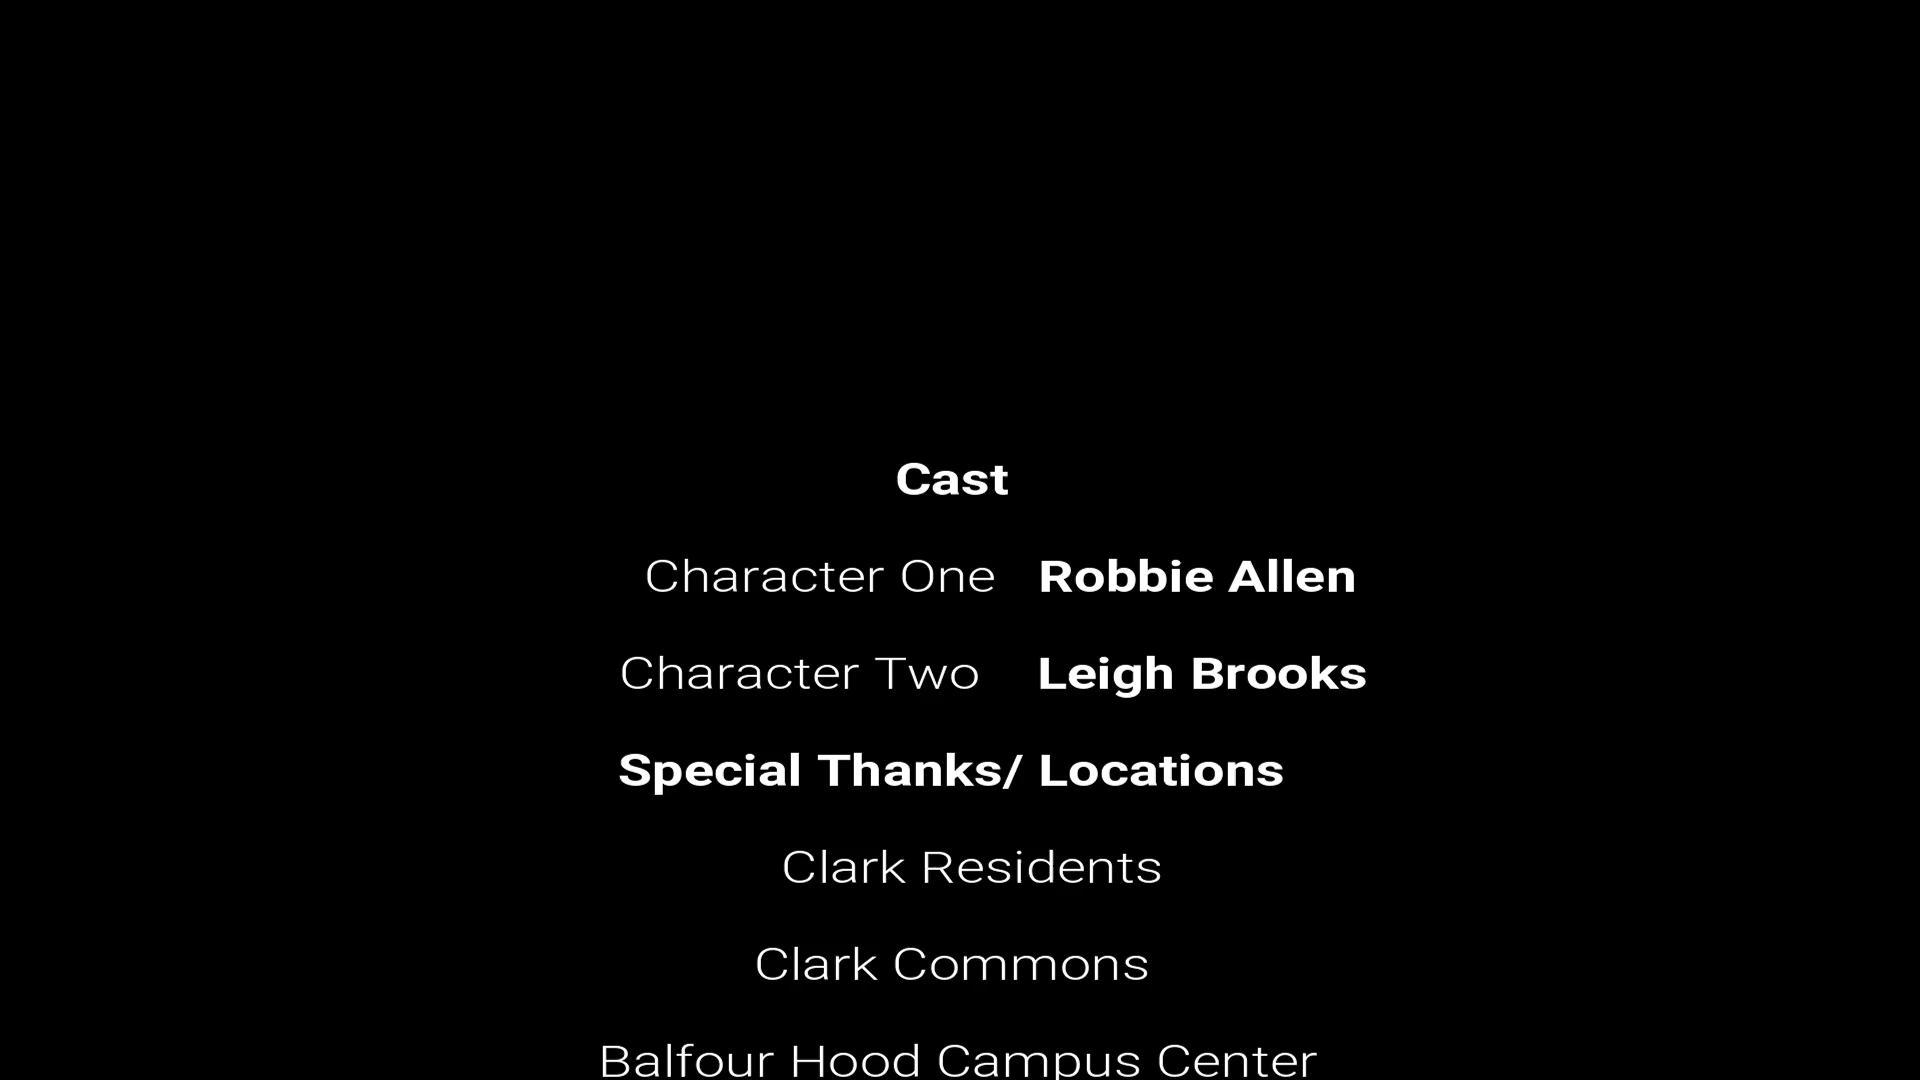 Cast
Character One Robbie Allen
Character Two Leigh Brooks
Special Thanks/ Locations
Clark Residents
Clark Commons
Balfour Hood Campus Center